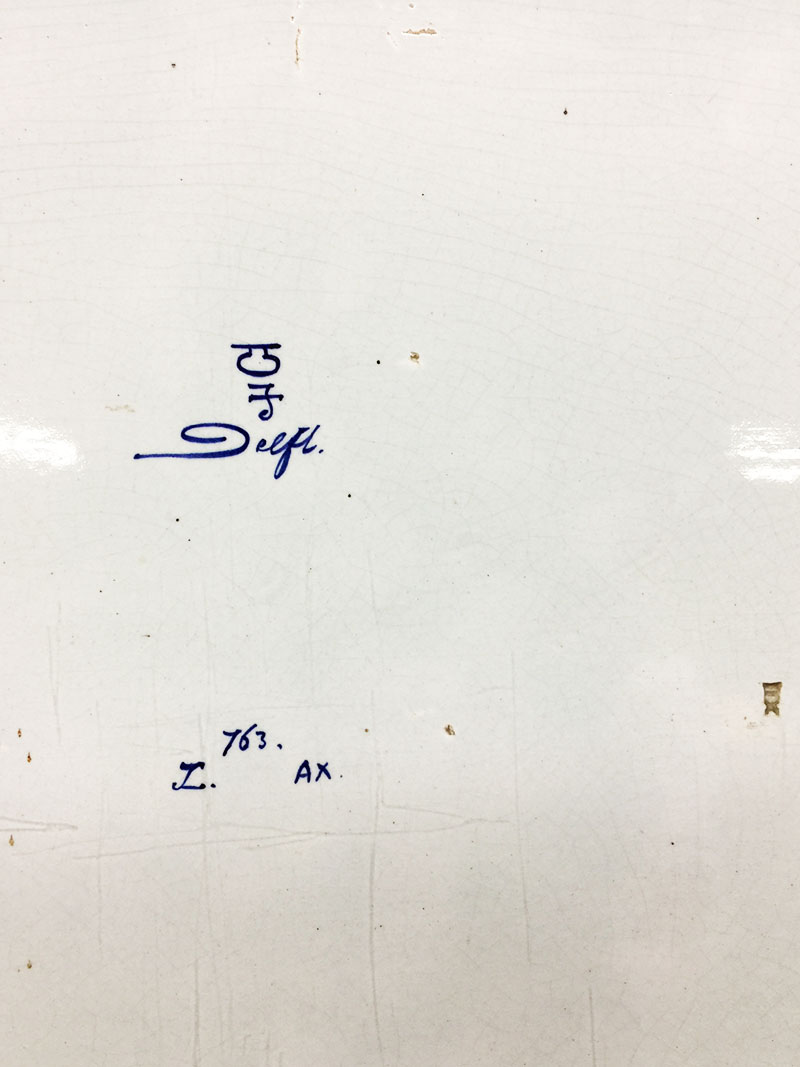 Delft.
763.
I. AX.